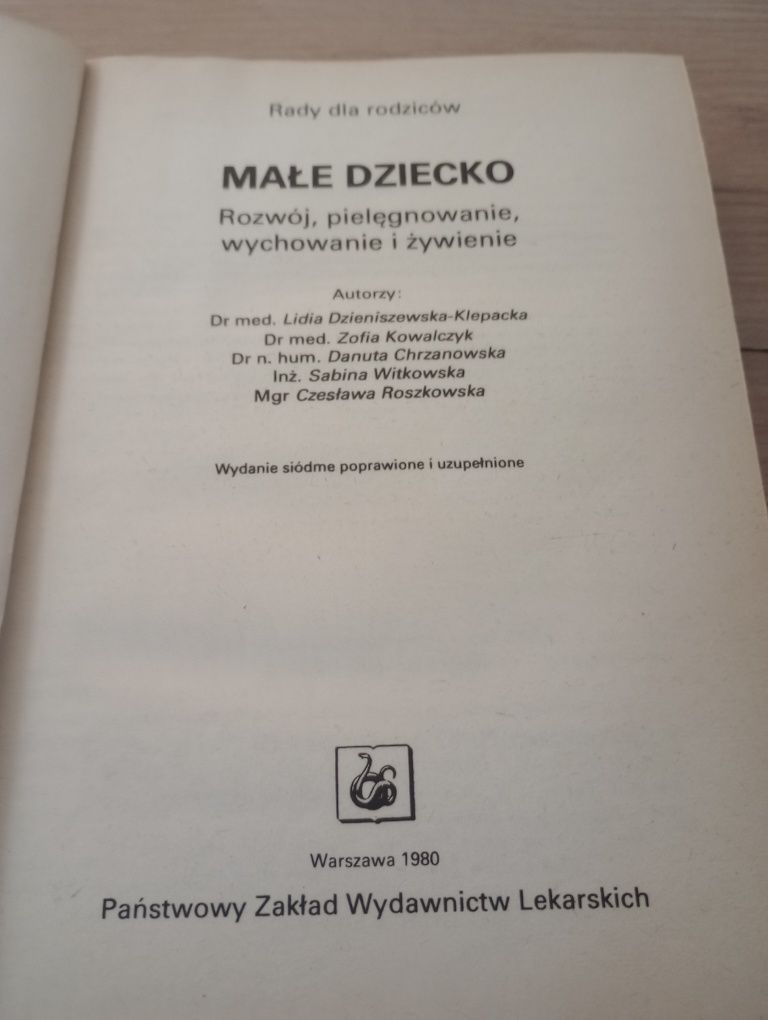 Rady dla rodziców
MAŁE DZIECKO
Rozwój, pielęgnowanie,
wychowanie i żywienie
Autorzy:
Dr med. Lidia Dzieniszewska-Klepacka
Dr med. Zofia Kowalczyk
Dr n. hum. Danuta Chrzanowska
Inż. Sabina Witkowska
Mgr Czesława Roszkowska
Wydanie siódme poprawione i uzupełnione
Warszawa 1980
Państwowy Zakład Wydawnictw Lekarskich